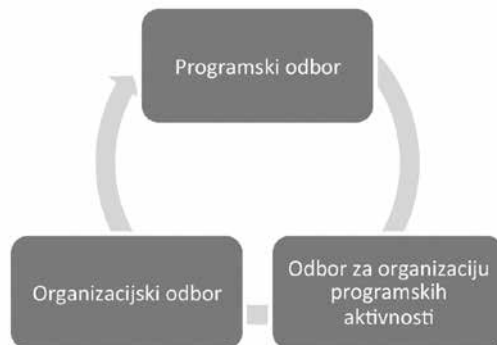 Programski odbor
Organizacijski odbor
Odbor za organizaciju
programskih
aktivnosti